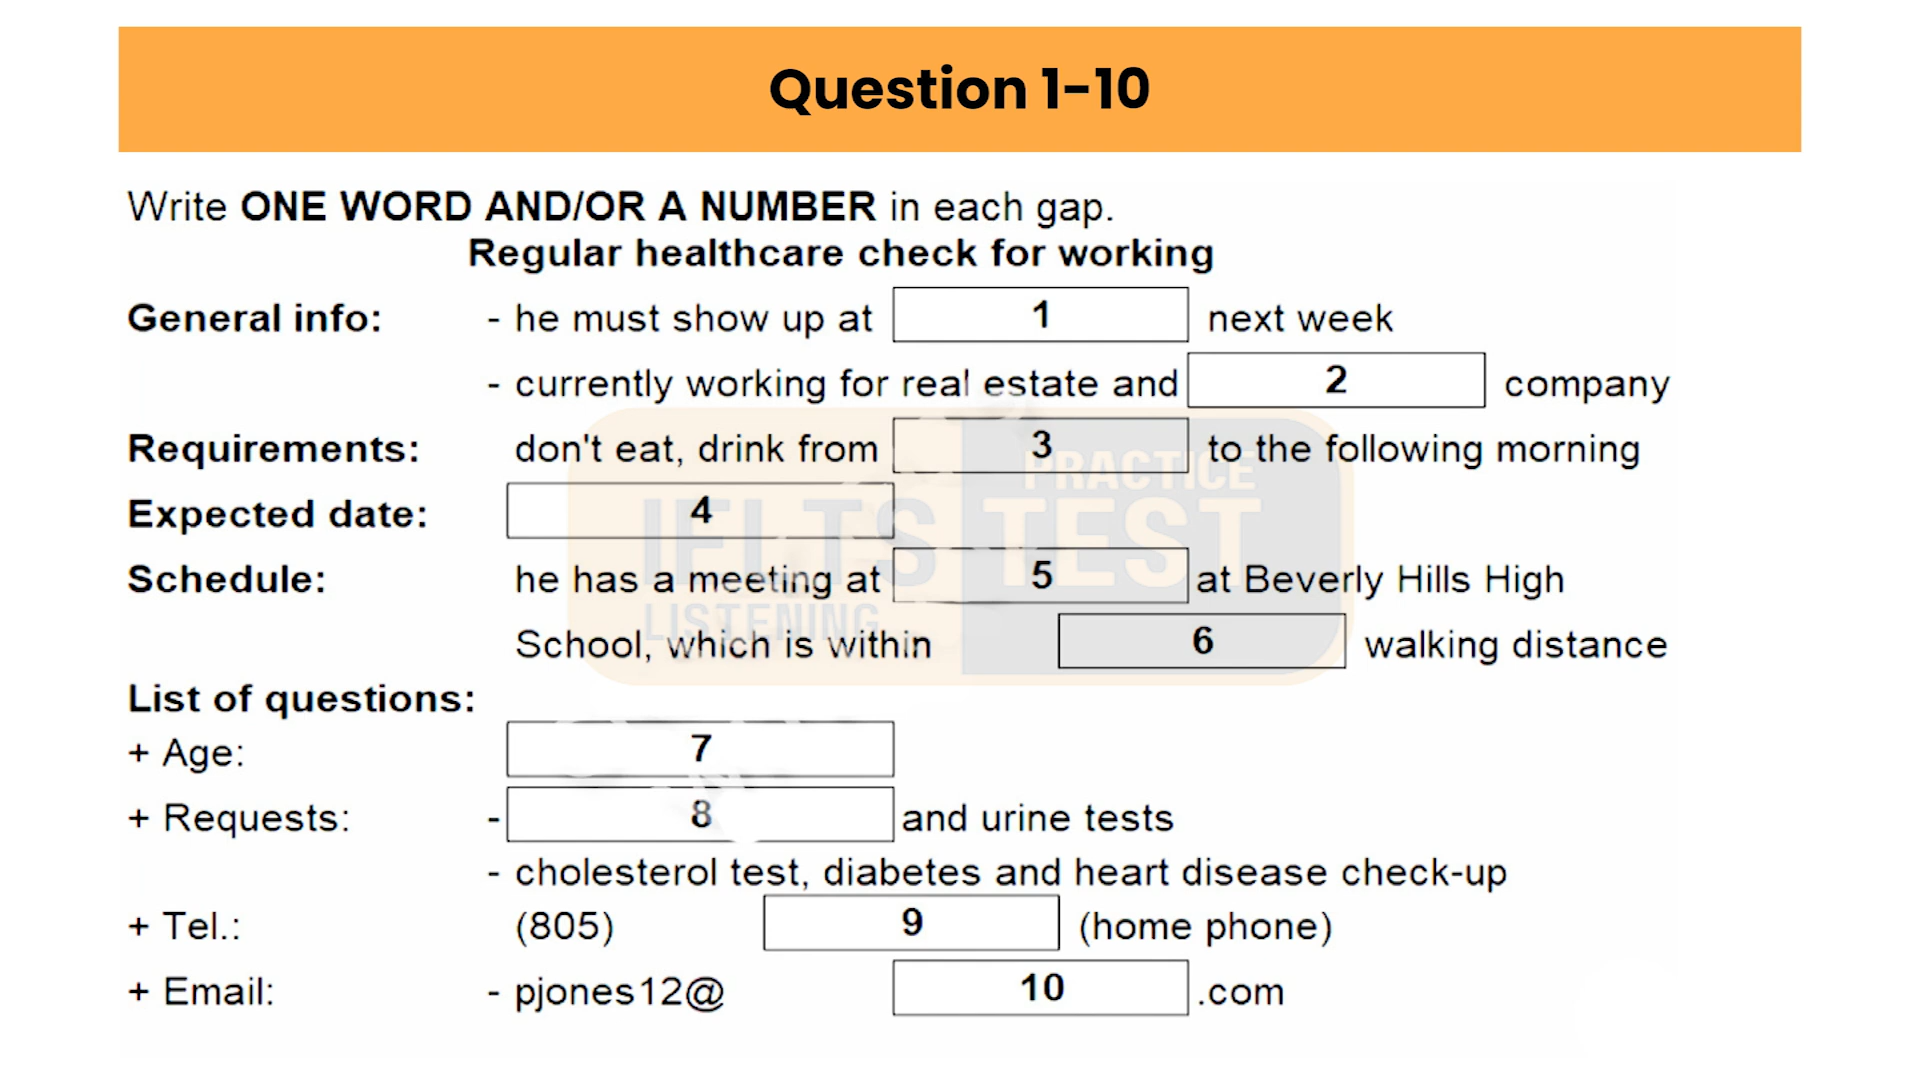 Question 1-10
Write ONE WORD AND/OR A NUMBER in each gap.
Regular healthcare check for working
General info: - he must show up at 1 next week
- currently working for real estate and 2 company
Requirements: don't eat, drink from 3 to the following morning
Expected date: 4
Schedule: he has a meeting at 5 at Beverly Hills High
School, which is within 6 walking distance
List of questions:
+ Age: 7
+ Requests: - 8 and urine tests
- cholesterol test, diabetes and heart disease check-up
+ Tel.: (805) 9 (home phone)
+ Email: - pjones12@ 10 .com
IELTS LISTENING
PRACTICE TEST